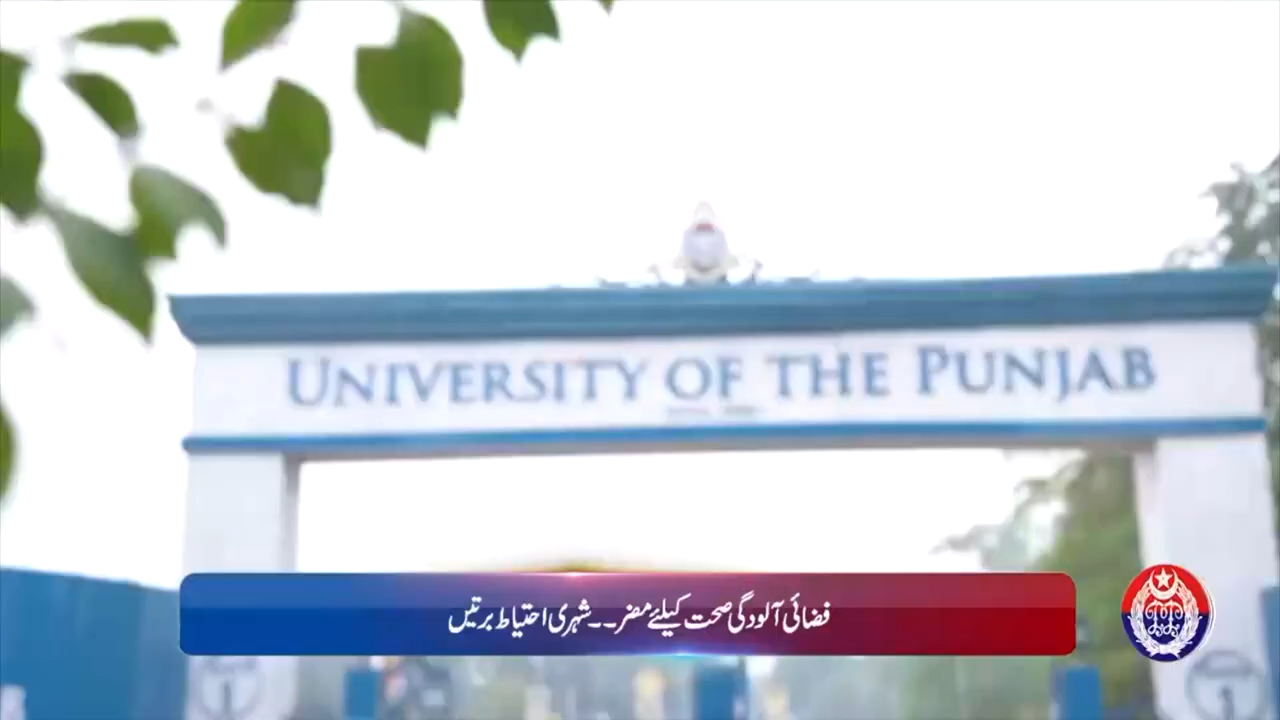 UNIVERSITY OF THE PUNJAB
فضائی آلودگی صحت کیلئے مضر۔۔شہری احتیاط برتیں